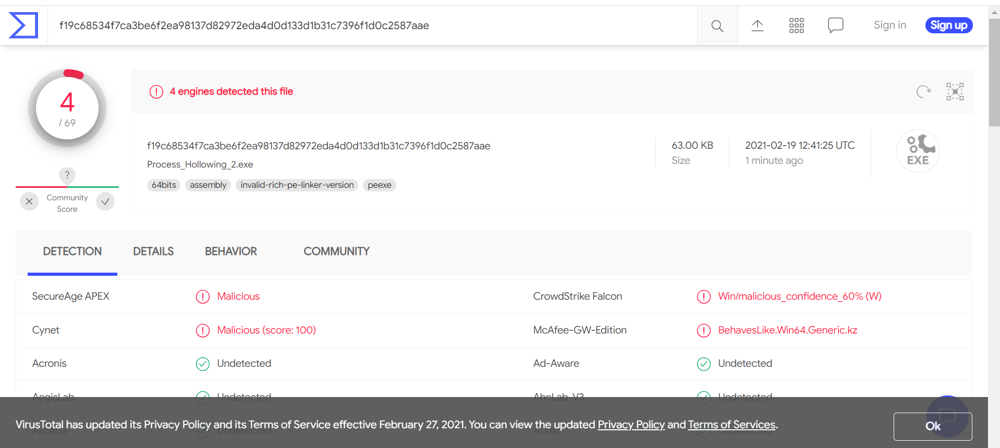 f19c68534f7ca3be6f2ea98137d82972eda4d0d133d1b31c7396f1d0c2587aae
Sign in
Sign up
4
/ 69
4 engines detected this file
f19c68534f7ca3be6f2ea98137d82972eda4d0d133d1b31c7396f1d0c2587aae
Process_Hollowing_2.exe
64bits assembly invalid-rich-pe-linker-version peexe
63.00 KB
Size
2021-02-19 12:41:25 UTC
1 minute ago
EXE
?
Community
Score
DETECTION DETAILS BEHAVIOR COMMUNITY
SecureAge APEX Malicious CrowdStrike Falcon Win/malicious_confidence_60% (W)
Cynet Malicious (score: 100) McAfee-GW-Edition BehavesLike.Win64.Generic.kz
Acronis Undetected Ad-Aware Undetected
AegisLab Undetected AhnLab-V3 Undetected
Alibaba Undetected ALYac Undetected
VirusTotal has updated its Privacy Policy and its Terms of Service effective February 27, 2021. You can view the updated Privacy Policy and Terms of Services.
Ok